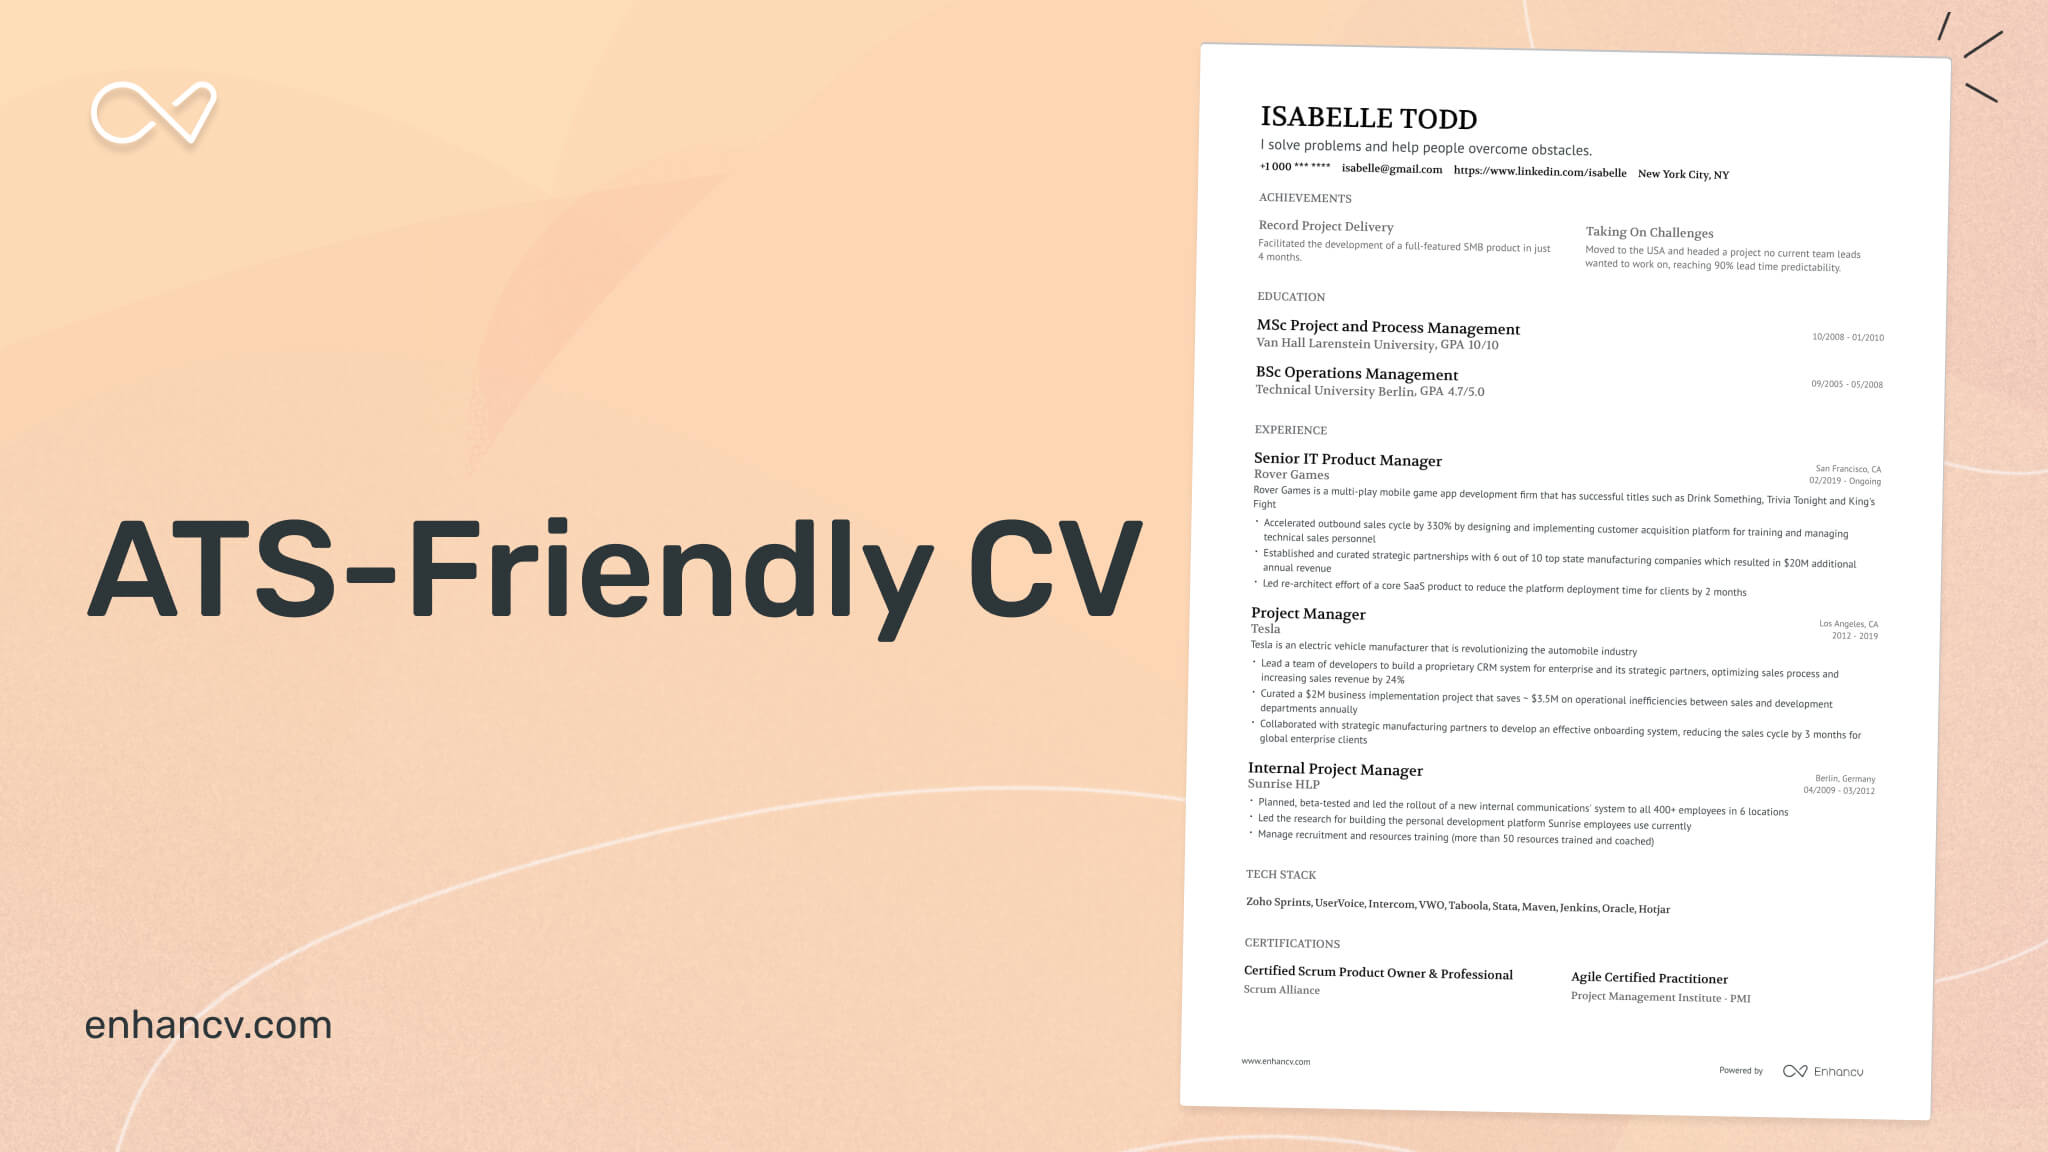 ATS-Friendly CV
enhancv.com
ISABELLE TODD
I solve problems and help people overcome obstacles.
+1 000 *** **** isabelle@gmail.com https://www.linkedin.com/isabelle New York City, NY
ACHIEVEMENTS
Record Project Delivery
Facilitated the development of a full-featured SMB product in just
4 months.
Taking On Challenges
Moved to the USA and headed a project no current team leads
wanted to work on, reaching 90% lead time predictability.
EDUCATION
MSc Project and Process Management
Van Hall Larenstein University, GPA 10/10
10/2008 - 01/2010
BSc Operations Management
Technical University Berlin, GPA 4.7/5.0
09/2005 - 05/2008
EXPERIENCE
Senior IT Product Manager
Rover Games
San Francisco, CA
02/2019 - Ongoing
Rover Games is a multi-play mobile game app development firm that has successful titles such as Drink Something, Trivia Tonight and King's
Fight
· Accelerated outbound sales cycle by 330% by designing and implementing customer acquisition platform for training and managing
technical sales personnel
· Established and curated strategic partnerships with 6 out of 10 top state manufacturing companies which resulted in $20M additional
annual revenue
· Led re-architect effort of a core SaaS product to reduce the platform deployment time for clients by 2 months
Project Manager
Tesla
Los Angeles, CA
2012 - 2019
Tesla is an electric vehicle manufacturer that is revolutionizing the automobile industry
· Lead a team of developers to build a proprietary CRM system for enterprise and its strategic partners, optimizing sales process and
increasing sales revenue by 24%
· Curated a $2M business implementation project that saves ~ $3.5M on operational inefficiencies between sales and development
departments annually
· Collaborated with strategic manufacturing partners to develop an effective onboarding system, reducing the sales cycle by 3 months for
global enterprise clients
Internal Project Manager
Sunrise HLP
Berlin, Germany
04/2009 - 03/2012
· Planned, beta-tested and led the rollout of a new internal communications' system to all 400+ employees in 6 locations
· Led the research for building the personal development platform Sunrise employees use currently
· Manage recruitment and resources training (more than 50 resources trained and coached)
TECH STACK
Zoho Sprints, UserVoice, Intercom, VWO, Taboola, Stata, Maven, Jenkins, Oracle, Hotjar
CERTIFICATIONS
Certified Scrum Product Owner & Professional
Scrum Alliance
Agile Certified Practitioner
Project Management Institute - PMI
www.enhancv.com
Powered by Enhancv